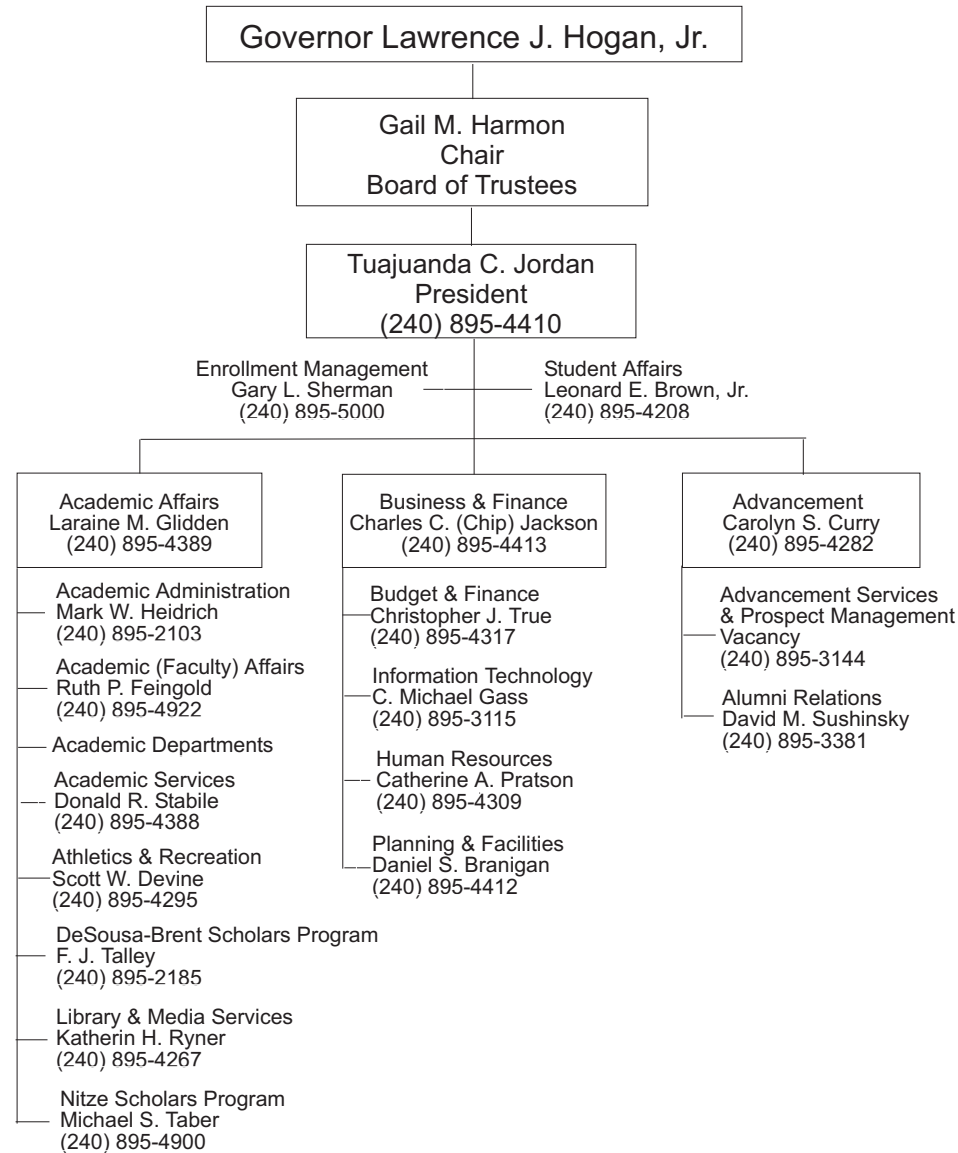 Governor Lawrence J. Hogan, Jr.
Gail M. Harmon
Chair
Board of Trustees
Tuajuanda C. Jordan
President
(240) 895-4410
Enrollment Management
Gary L. Sherman
(240) 895-5000
Student Affairs
Leonard E. Brown, Jr.
(240) 895-4208
Academic Affairs
Laraine M. Glidden
(240) 895-4389
Academic Administration
Mark W. Heidrich
(240) 895-2103
Academic (Faculty) Affairs
Ruth P. Feingold
(240) 895-4922
Academic Departments
Academic Services
Donald R. Stabile
(240) 895-4388
Athletics & Recreation
Scott W. Devine
(240) 895-4295
DeSousa-Brent Scholars Program
F. J. Talley
(240) 895-2185
Library & Media Services
Katherin H. Ryner
(240) 895-4267
Nitze Scholars Program
Michael S. Taber
(240) 895-4900
Business & Finance
Charles C. (Chip) Jackson
(240) 895-4413
Budget & Finance
Christopher J. True
(240) 895-4317
Information Technology
C. Michael Gass
(240) 895-3115
Human Resources
Catherine A. Pratson
(240) 895-4309
Planning & Facilities
Daniel S. Branigan
(240) 895-4412
Advancement
Carolyn S. Curry
(240) 895-4282
Advancement Services
& Prospect Management
Vacancy
(240) 895-3144
Alumni Relations
David M. Sushinsky
(240) 895-3381